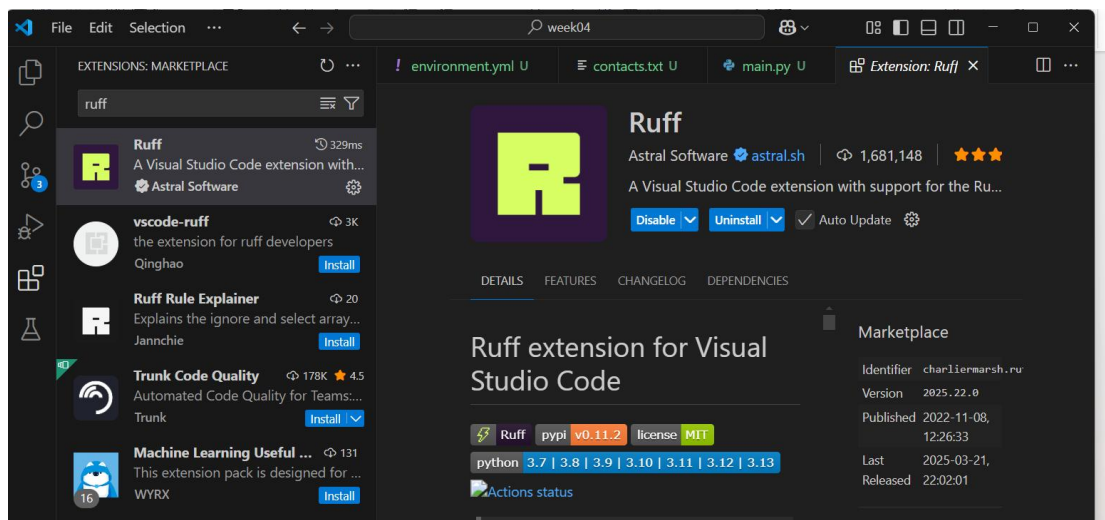 File Edit Selection ··· ← → week04
EXTENSIONS: MARKETPLACE ···
ruff
Ruff 329ms
A Visual Studio Code extension with...
Astral Software
vscode-ruff 3K
the extension for ruff developers
Qinghao Install
Ruff Rule Explainer 20
Explains the ignore and select array...
Jannchie Install
Trunk Code Quality 178K ★ 4.5
Automated Code Quality for Teams:...
Trunk Install
Machine Learning Useful ... 131
This extension pack is designed for ...
WYRX Install
16
3
! environment.yml U contacts.txt U main.py U Extension: Ruff ×
Ruff
Astral Software astral.sh 1,681,148 ★★★
A Visual Studio Code extension with support for the Ru...
Disable Uninstall Auto Update
DETAILS FEATURES CHANGELOG DEPENDENCIES
Ruff extension for Visual
Studio Code
Ruff pypi v0.11.2 license MIT
python 3.7 | 3.8 | 3.9 | 3.10 | 3.11 | 3.12 | 3.13
Actions status
Marketplace
Identifier charliermarsh.ru
Version 2025.22.0
Published 2022-11-08,
12:26:33
Last 2025-03-21,
Released 22:02:01